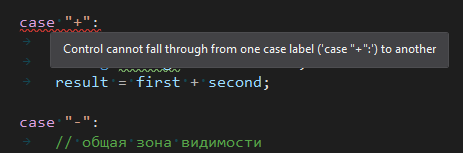 case "+":
Control cannot fall through from one case label ('case "+":') to another
result = first + second;
case "-":
// общая зона видимости